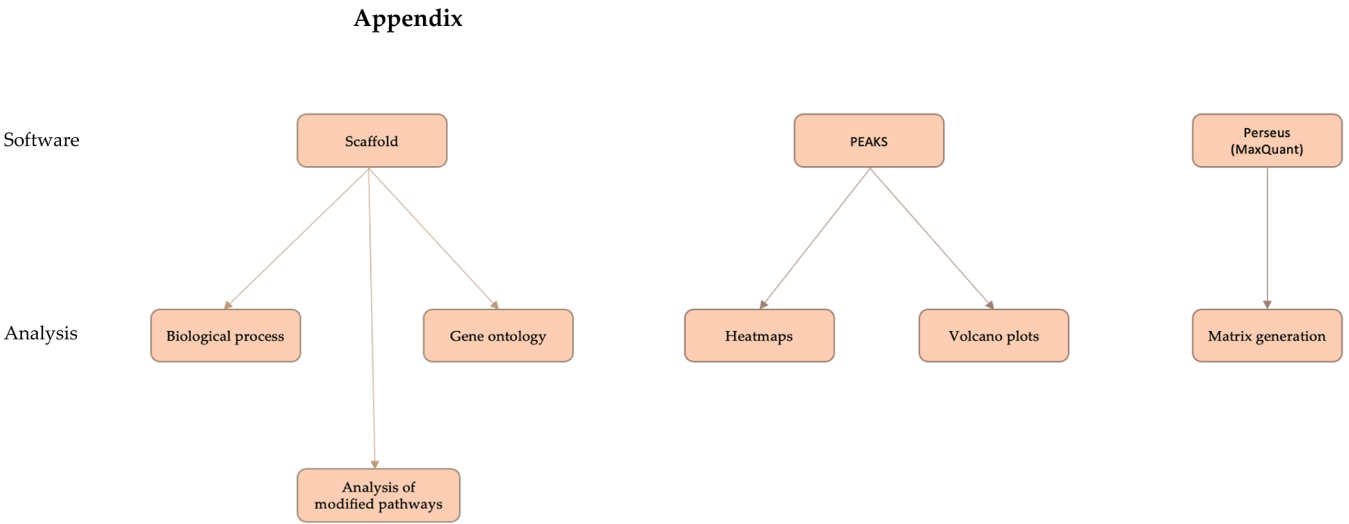 Appendix
Software
Scaffold
PEAKS
Perseus
(MaxQuant)
Analysis
Biological process
Gene ontology
Heatmaps
Volcano plots
Matrix generation
Analysis of
modified pathways